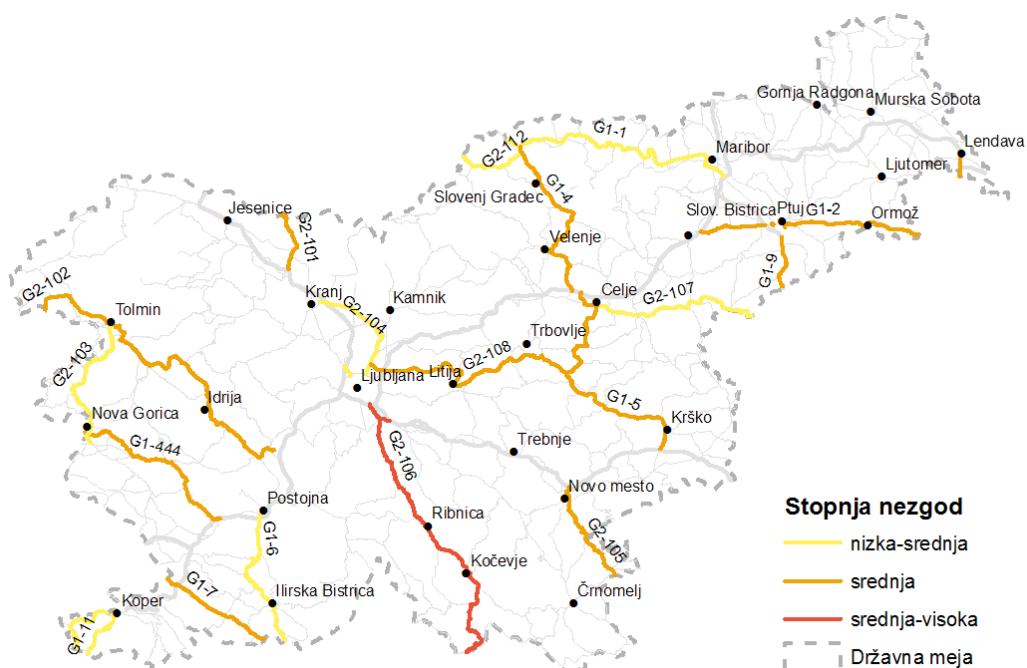 Gornja Radgona
Murska Sobota
G1-1
G2-112
Maribor
Lendava
Ljutomer
G1-4
Slovenj Gradec
Jesenice
Slov. Bistrica
Ptuj
G1-2
Ormož
G2-101
Velenje
G1-9
G2-102
Kranj
Kamnik
Celje
G2-107
Tolmin
G2-104
Trbovlje
G2-103
G2-108
Ljubljana
Litija
Idrija
G1-5
Nova Gorica
Krško
G1-444
G2-106
Trebnje
Novo mesto
Postojna
Ribnica
Stopnja nezgod
G1-6
G2-105
nizka-srednja
Kočevje
G1-7
Ilirska Bistrica
srednja
Koper
Črnomelj
srednja-visoka
G1-11
Državna meja